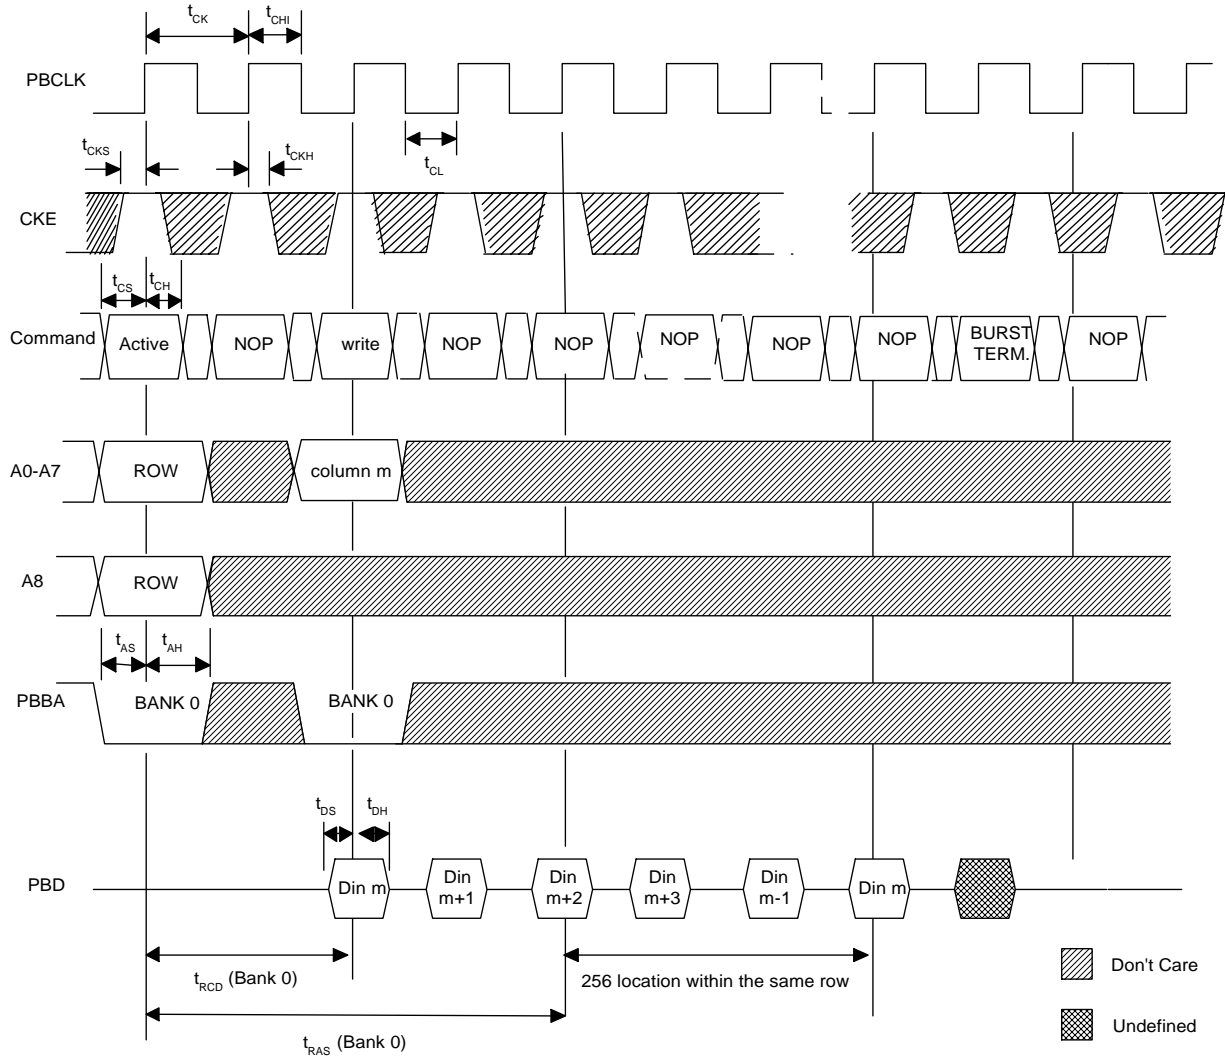 tCK
tCHI
PBCLK
tCKS
tCKH
tCL
CKE
tCS
tCH
Command
Active
NOP
write
NOP
NOP
NOP
NOP
NOP
BURST
TERM.
NOP
A0-A7
ROW
column m
A8
ROW
tAS
tAH
PBBA
BANK 0
BANK 0
tDS
tDH
PBD
Din m
Din
m+1
Din
m+2
Din
m+3
Din
m-1
Din m
tRCD (Bank 0)
256 location within the same row
Don't Care
tRAS (Bank 0)
Undefined